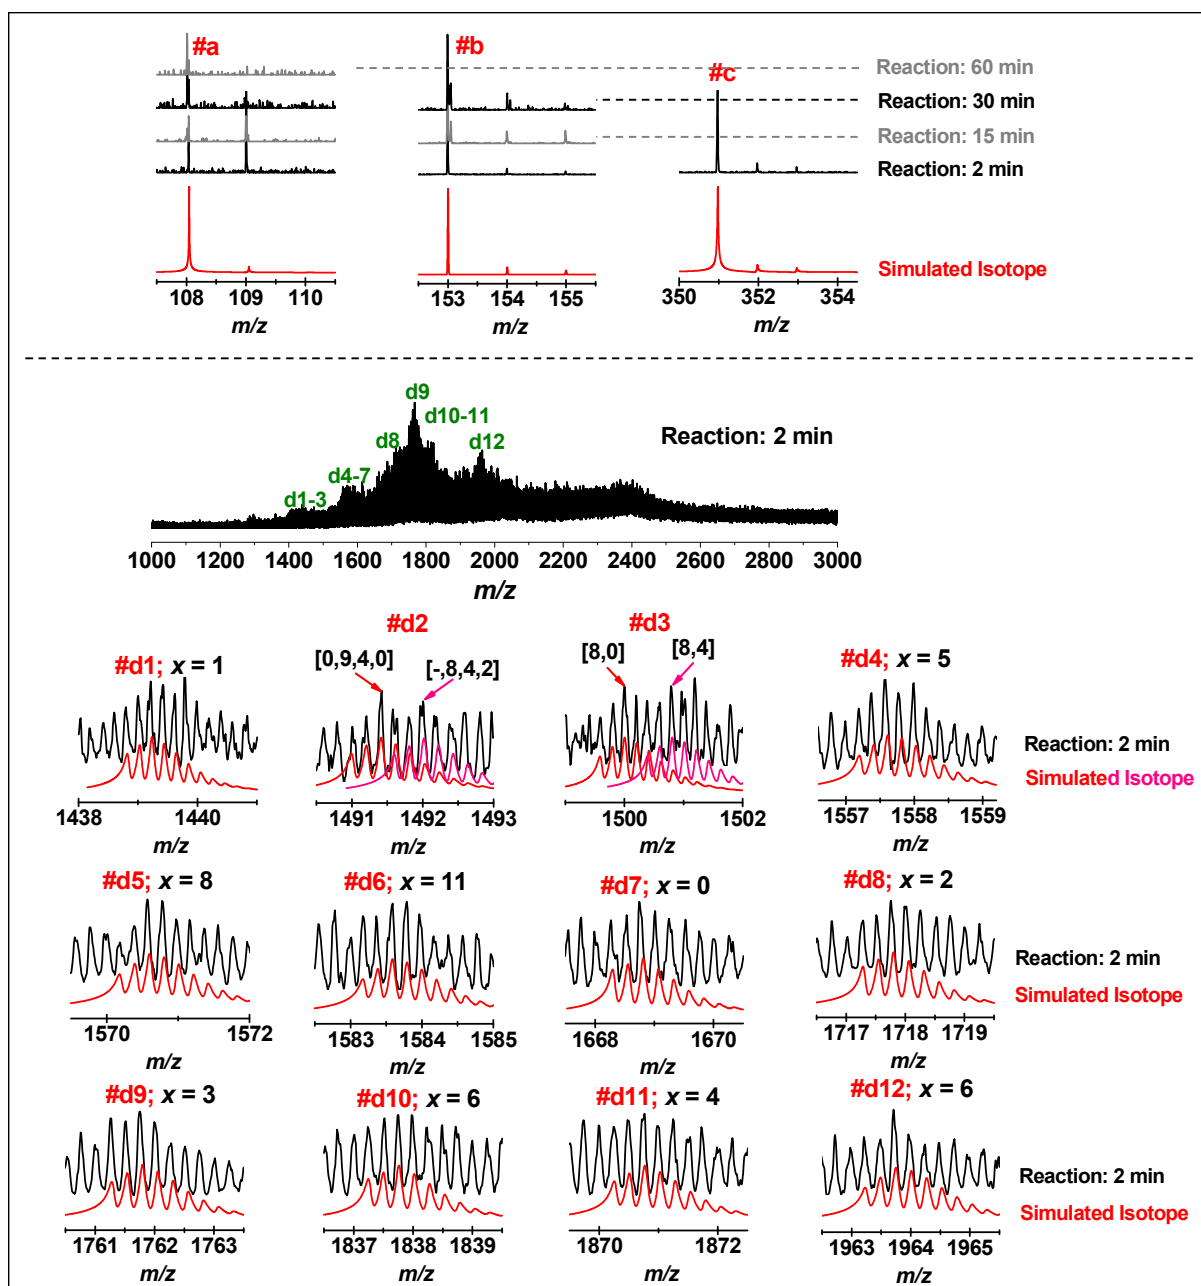 #a
#b
#c
Reaction: 60 min
Reaction: 30 min
Reaction: 15 min
Reaction: 2 min
Simulated Isotope
108 109 110
153 154 155
350 352 354
m/z
m/z
m/z
d9
d10-11
d8
d12
d4-7
d1-3
Reaction: 2 min
1000 1200 1400 1600 1800 2000 2200 2400 2600 2800 3000
m/z
#d1; x = 1
#d2
[0,9,4,0]
[-,8,4,2]
#d3
[8,0]
[8,4]
#d4; x = 5
Reaction: 2 min
Simulated Isotope
1438 1440
1491 1492 1493
1500 1502
1557 1558 1559
m/z
m/z
m/z
m/z
#d5; x = 8
#d6; x = 11
#d7; x = 0
#d8; x = 2
Reaction: 2 min
Simulated Isotope
1570 1572
1583 1584 1585
1668 1670
1717 1718 1719
m/z
m/z
m/z
m/z
#d9; x = 3
#d10; x = 6
#d11; x = 4
#d12; x = 6
Reaction: 2 min
Simulated Isotope
1761 1762 1763
1837 1838 1839
1870 1872
1963 1964 1965
m/z
m/z
m/z
m/z